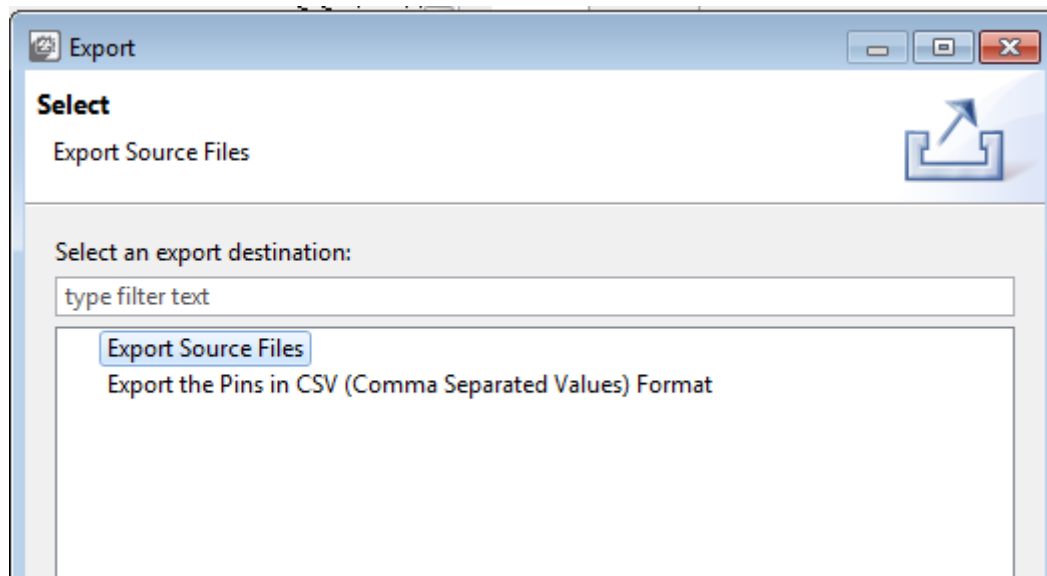 Export
Select
Export Source Files
Select an export destination:
type filter text
Export Source Files
Export the Pins in CSV (Comma Separated Values) Format